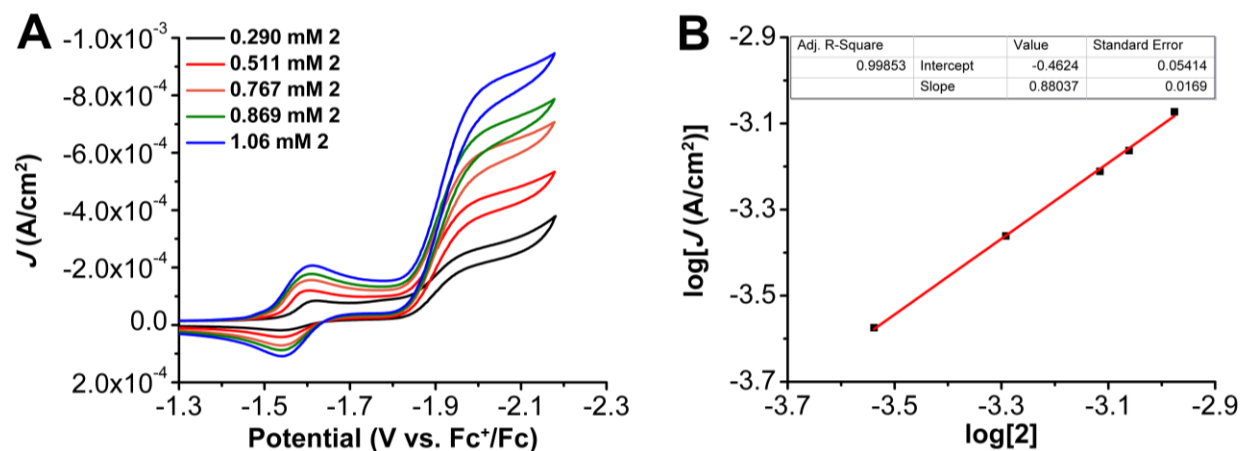 A
J (A/cm²)
-1.0x10⁻³
-8.0x10⁻⁴
-6.0x10⁻⁴
-4.0x10⁻⁴
-2.0x10⁻⁴
0.0
2.0x10⁻⁴
0.290 mM 2
0.511 mM 2
0.767 mM 2
0.869 mM 2
1.06 mM 2
-1.3 -1.5 -1.7 -1.9 -2.1 -2.3
Potential (V vs. Fc⁺/Fc)
B
log[J (A/cm²)]
-2.9
-3.1
-3.3
-3.5
-3.7
Adj. R-Square Value Standard Error
0.99853 Intercept -0.4624 0.05414
Slope 0.88037 0.0169
-3.7 -3.5 -3.3 -3.1 -2.9
log[2]